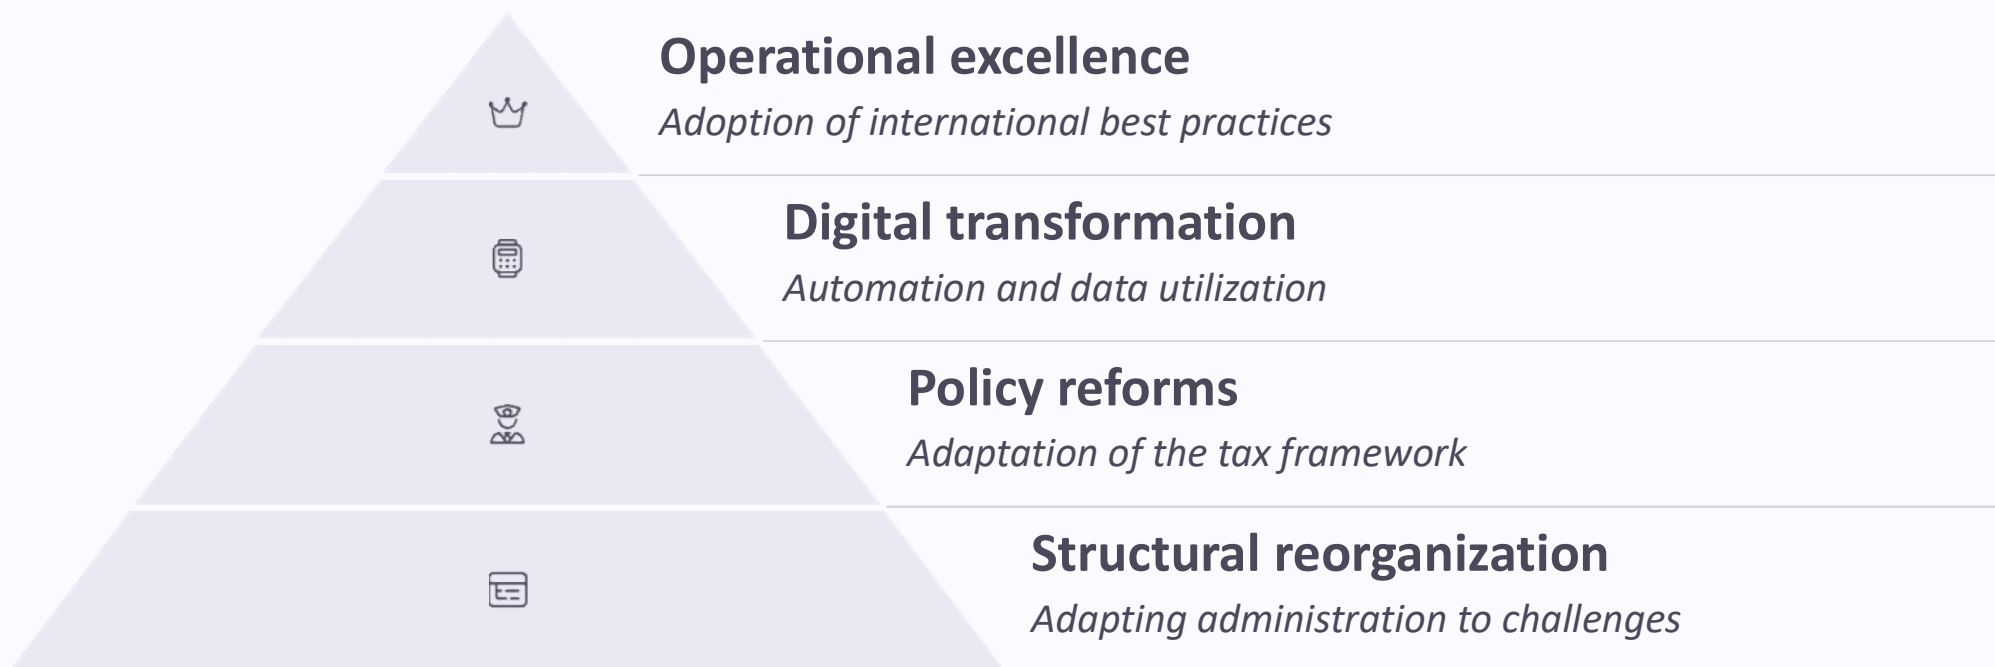 Operational excellence
Adoption of international best practices
Digital transformation
Automation and data utilization
Policy reforms
Adaptation of the tax framework
Structural reorganization
Adapting administration to challenges